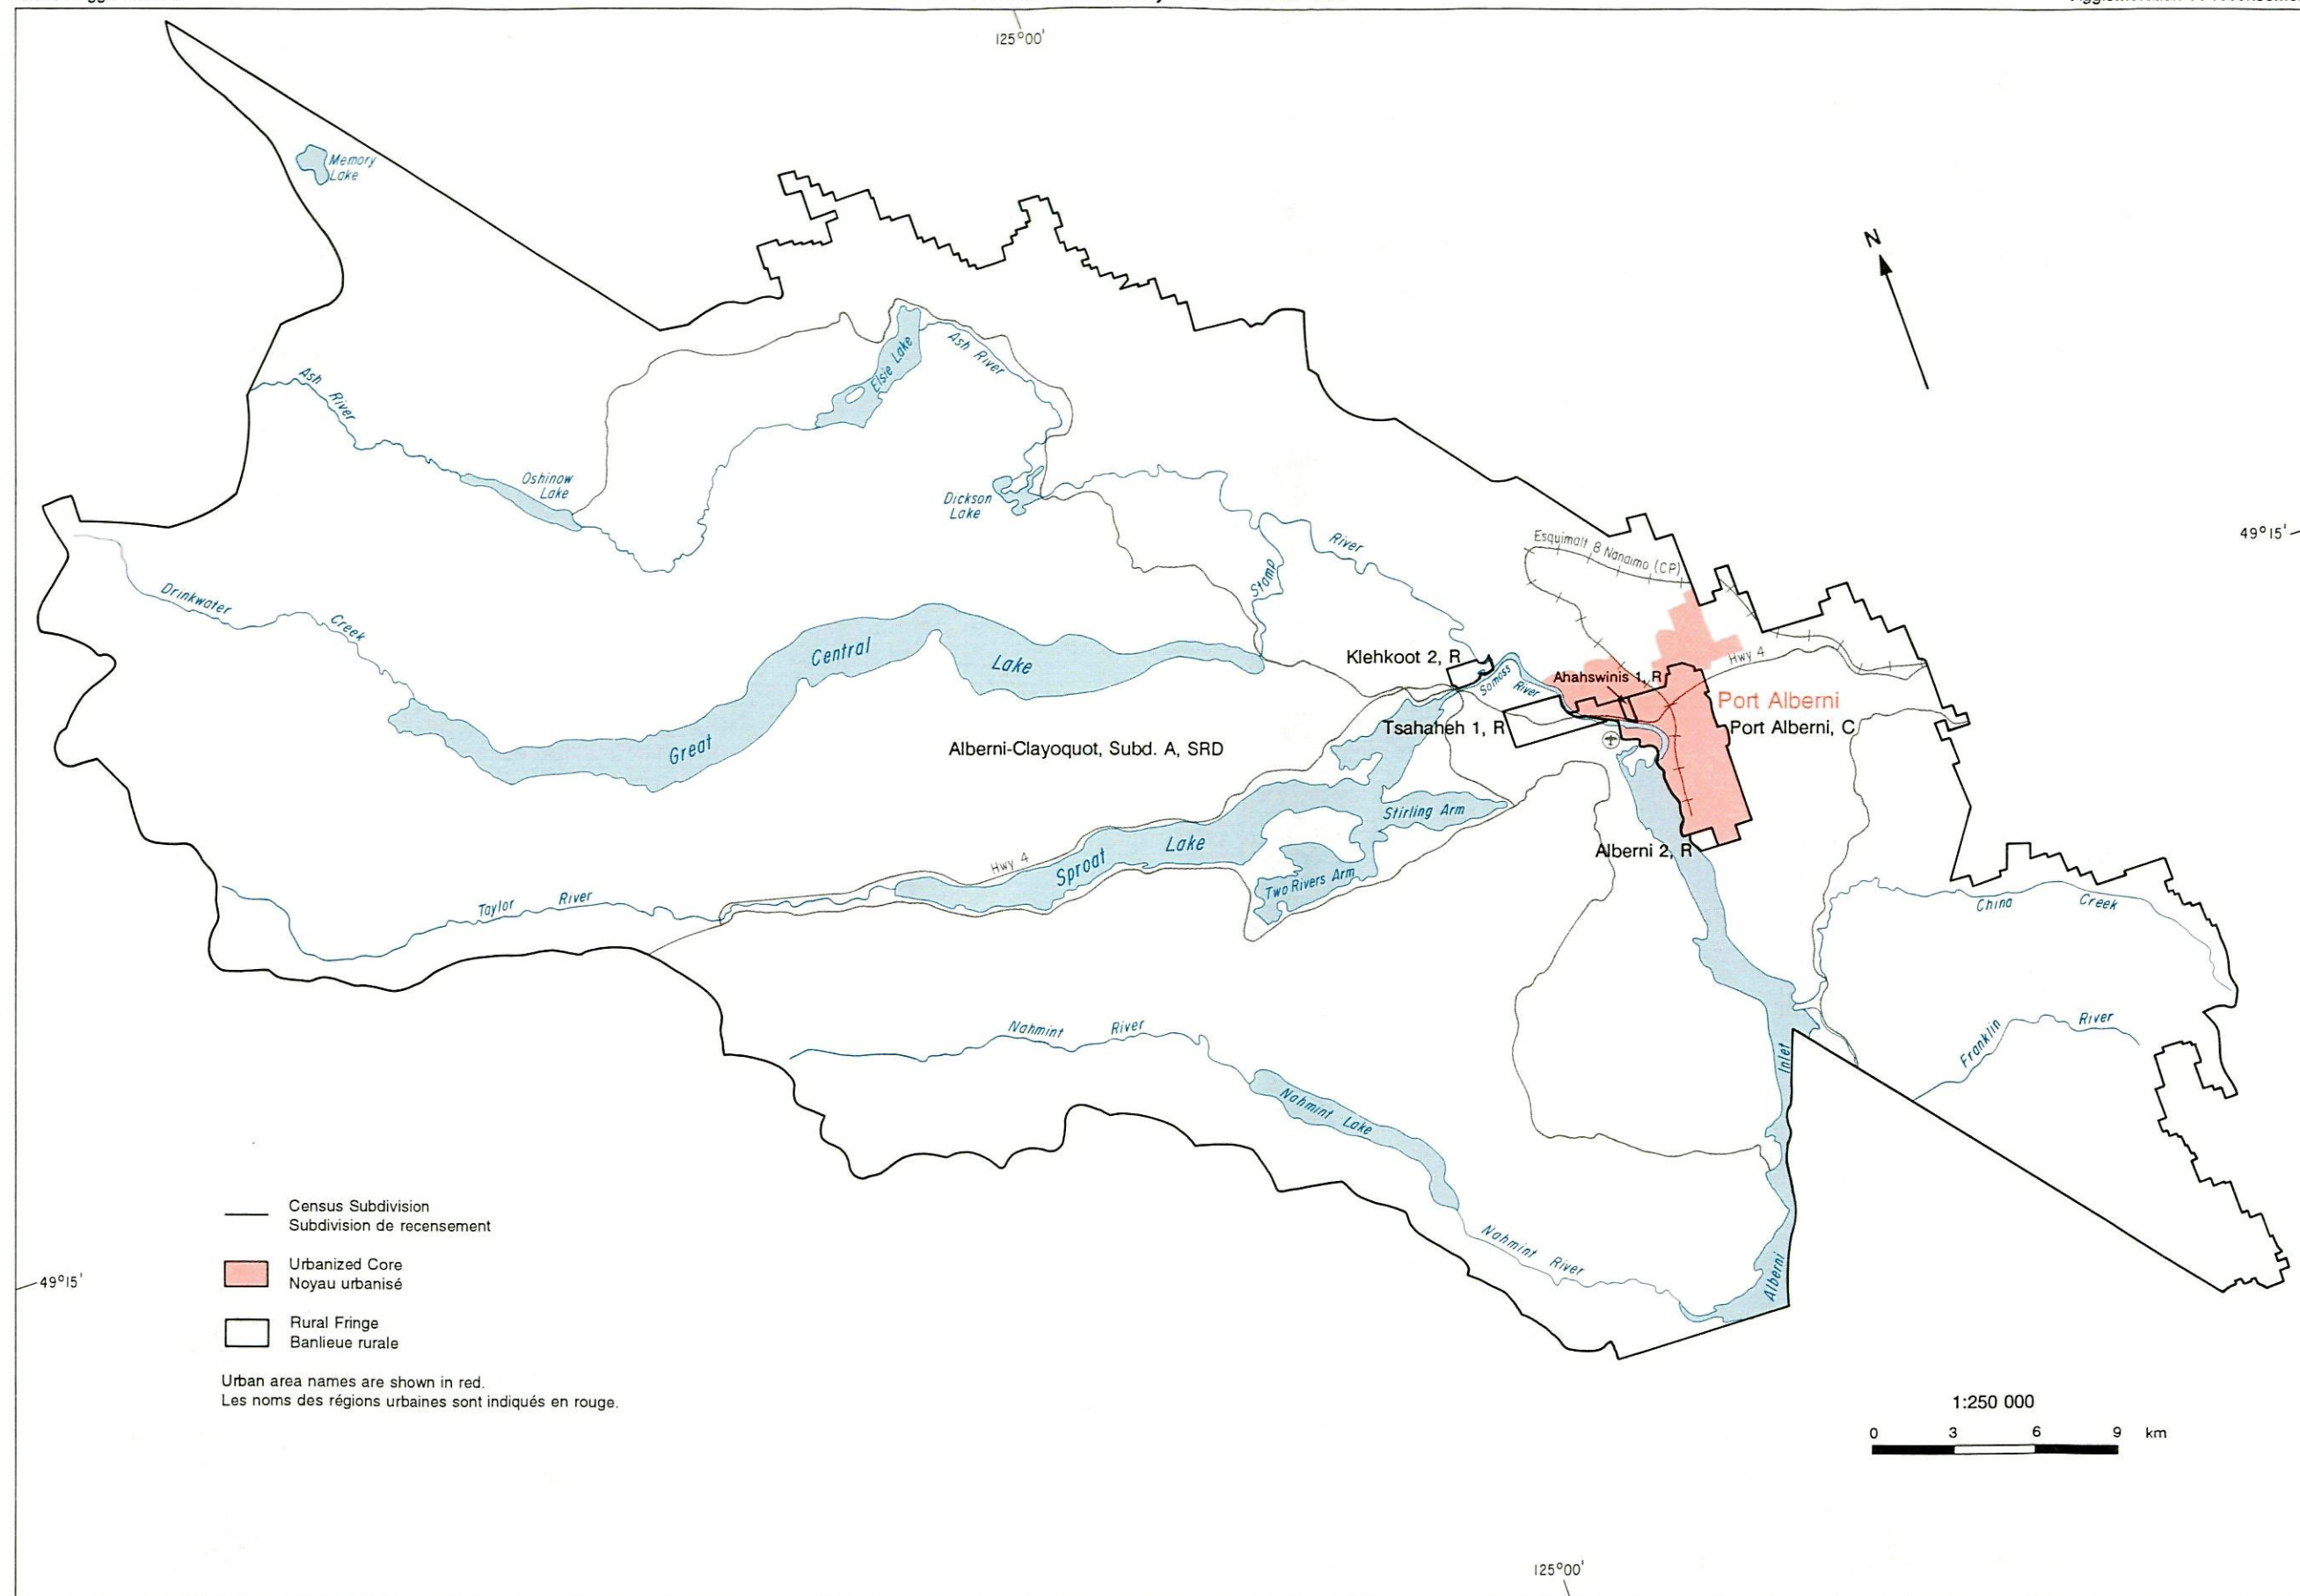 125°00'
Memory
Lake
N
Ash River
Elsie Lake
Ash
River
Oshinow
Lake
Dickson
Lake
49°15'
River
Esquimalt & Nanaimo (CP)
Stamp
Drinkwater
Creek
Central
Lake
Great
Klehkoot 2, R
Somass
River
Ahahswinis 1, R
Hwy 4
Port Alberni
Tsahaheh 1, R
Port Alberni, C
Alberni-Clayoquot, Subd. A, SRD
Stirling Arm
Hwy 4
Sproat
Lake
Alberni 2, R
Two Rivers Arm
Taylor
River
China
Creek
Nahmint
River
Franklin
River
Inlet
Nahmint Lake
Nahmint River
Alberni
Census Subdivision
Subdivision de recensement
Urbanized Core
Noyau urbanisé
49°15'
Rural Fringe
Banlieue rurale
Urban area names are shown in red.
Les noms des régions urbaines sont indiqués en rouge.
1:250 000
0 3 6 9 km
125°00'